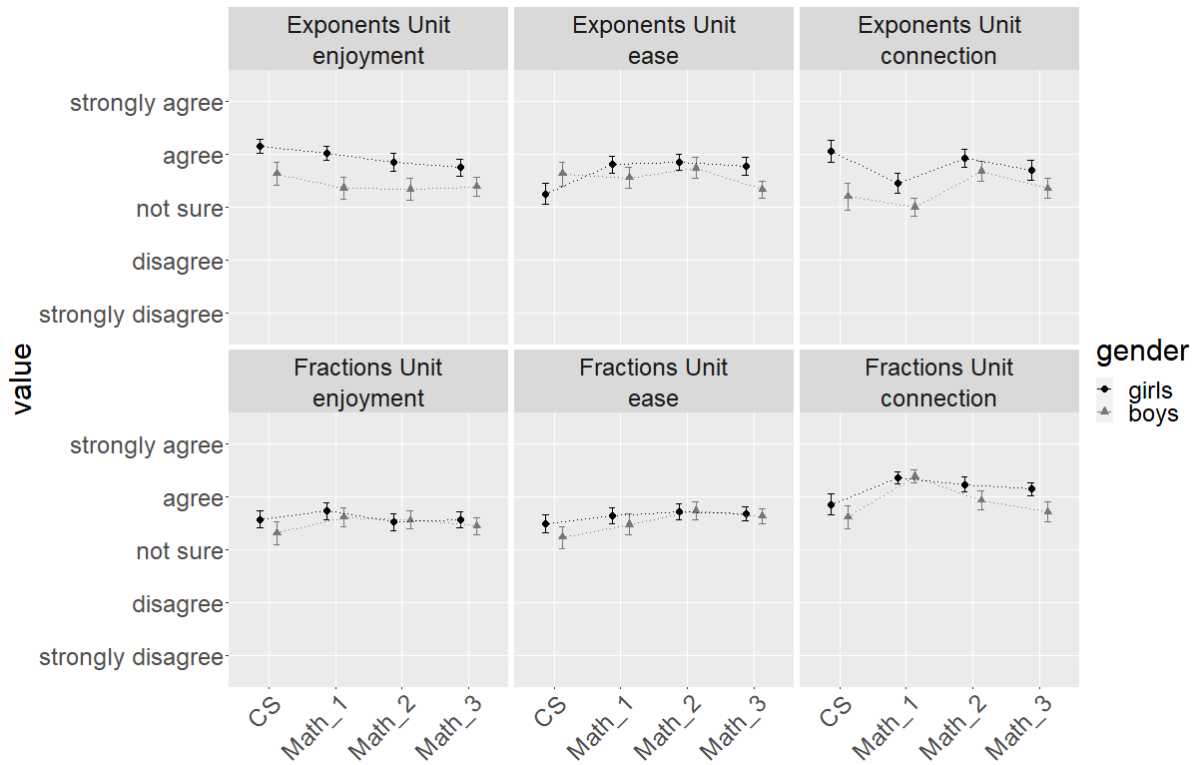 Exponents Unit
enjoyment
Exponents Unit
ease
Exponents Unit
connection
strongly agree
agree
not sure
disagree
strongly disagree
value
Fractions Unit
enjoyment
Fractions Unit
ease
Fractions Unit
connection
strongly agree
agree
not sure
disagree
strongly disagree
CS
Math_1
Math_2
Math_3
CS
Math_1
Math_2
Math_3
CS
Math_1
Math_2
Math_3
gender
girls
boys